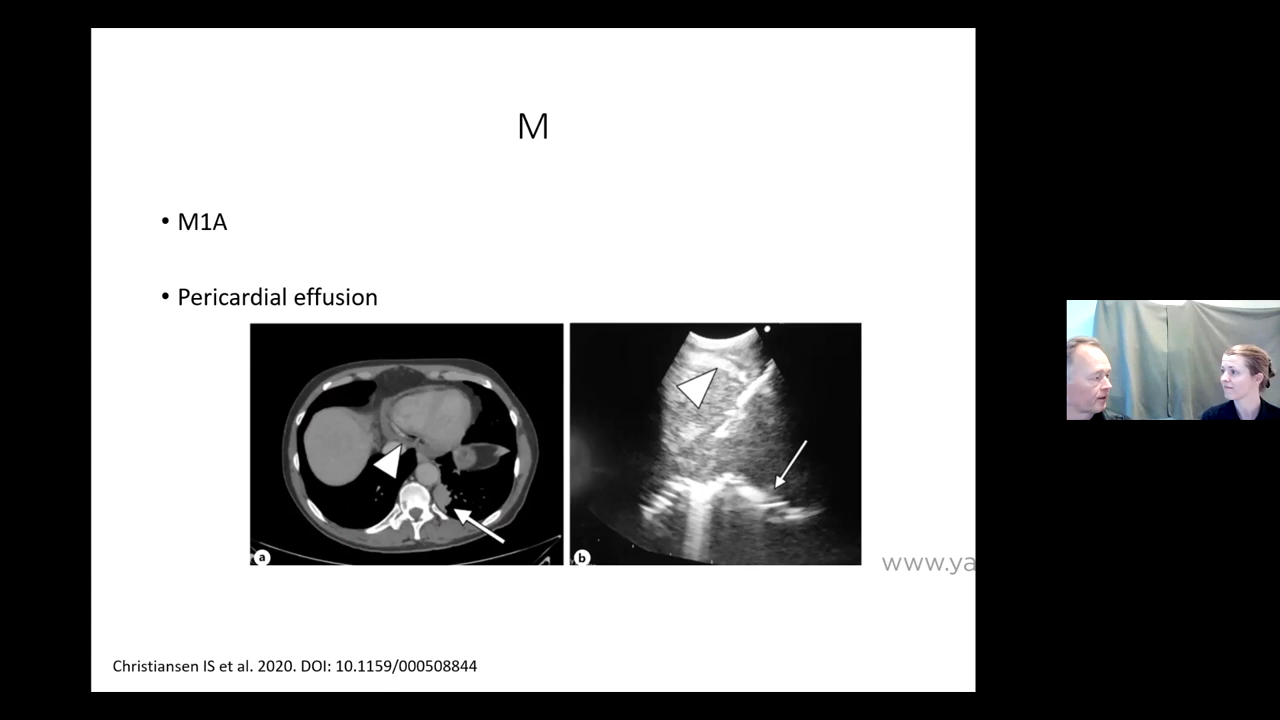 M
• M1A
• Pericardial effusion
a
b
www.ya
Christiansen IS et al. 2020. DOI: 10.1159/000508844